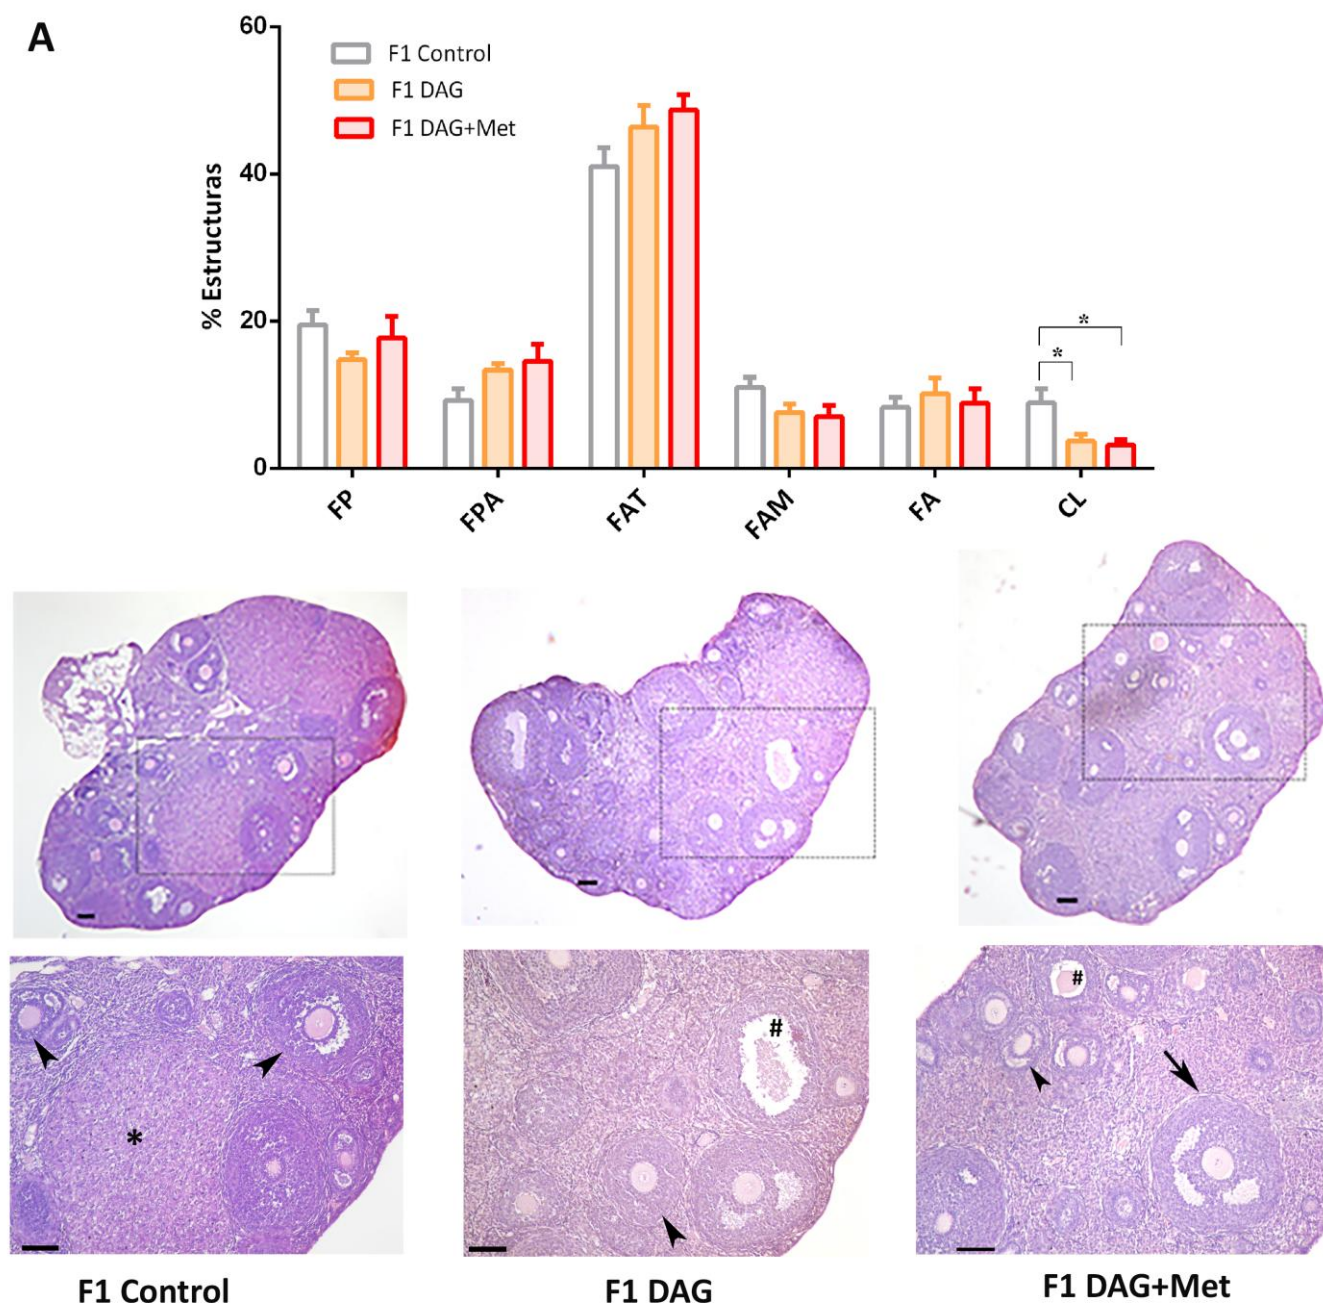 A
F1 Control
F1 DAG
F1 DAG+Met
% Estructuras
60
40
20
0
* *
FP FPA FAT FAM FA CL
* # #
F1 Control F1 DAG F1 DAG+Met